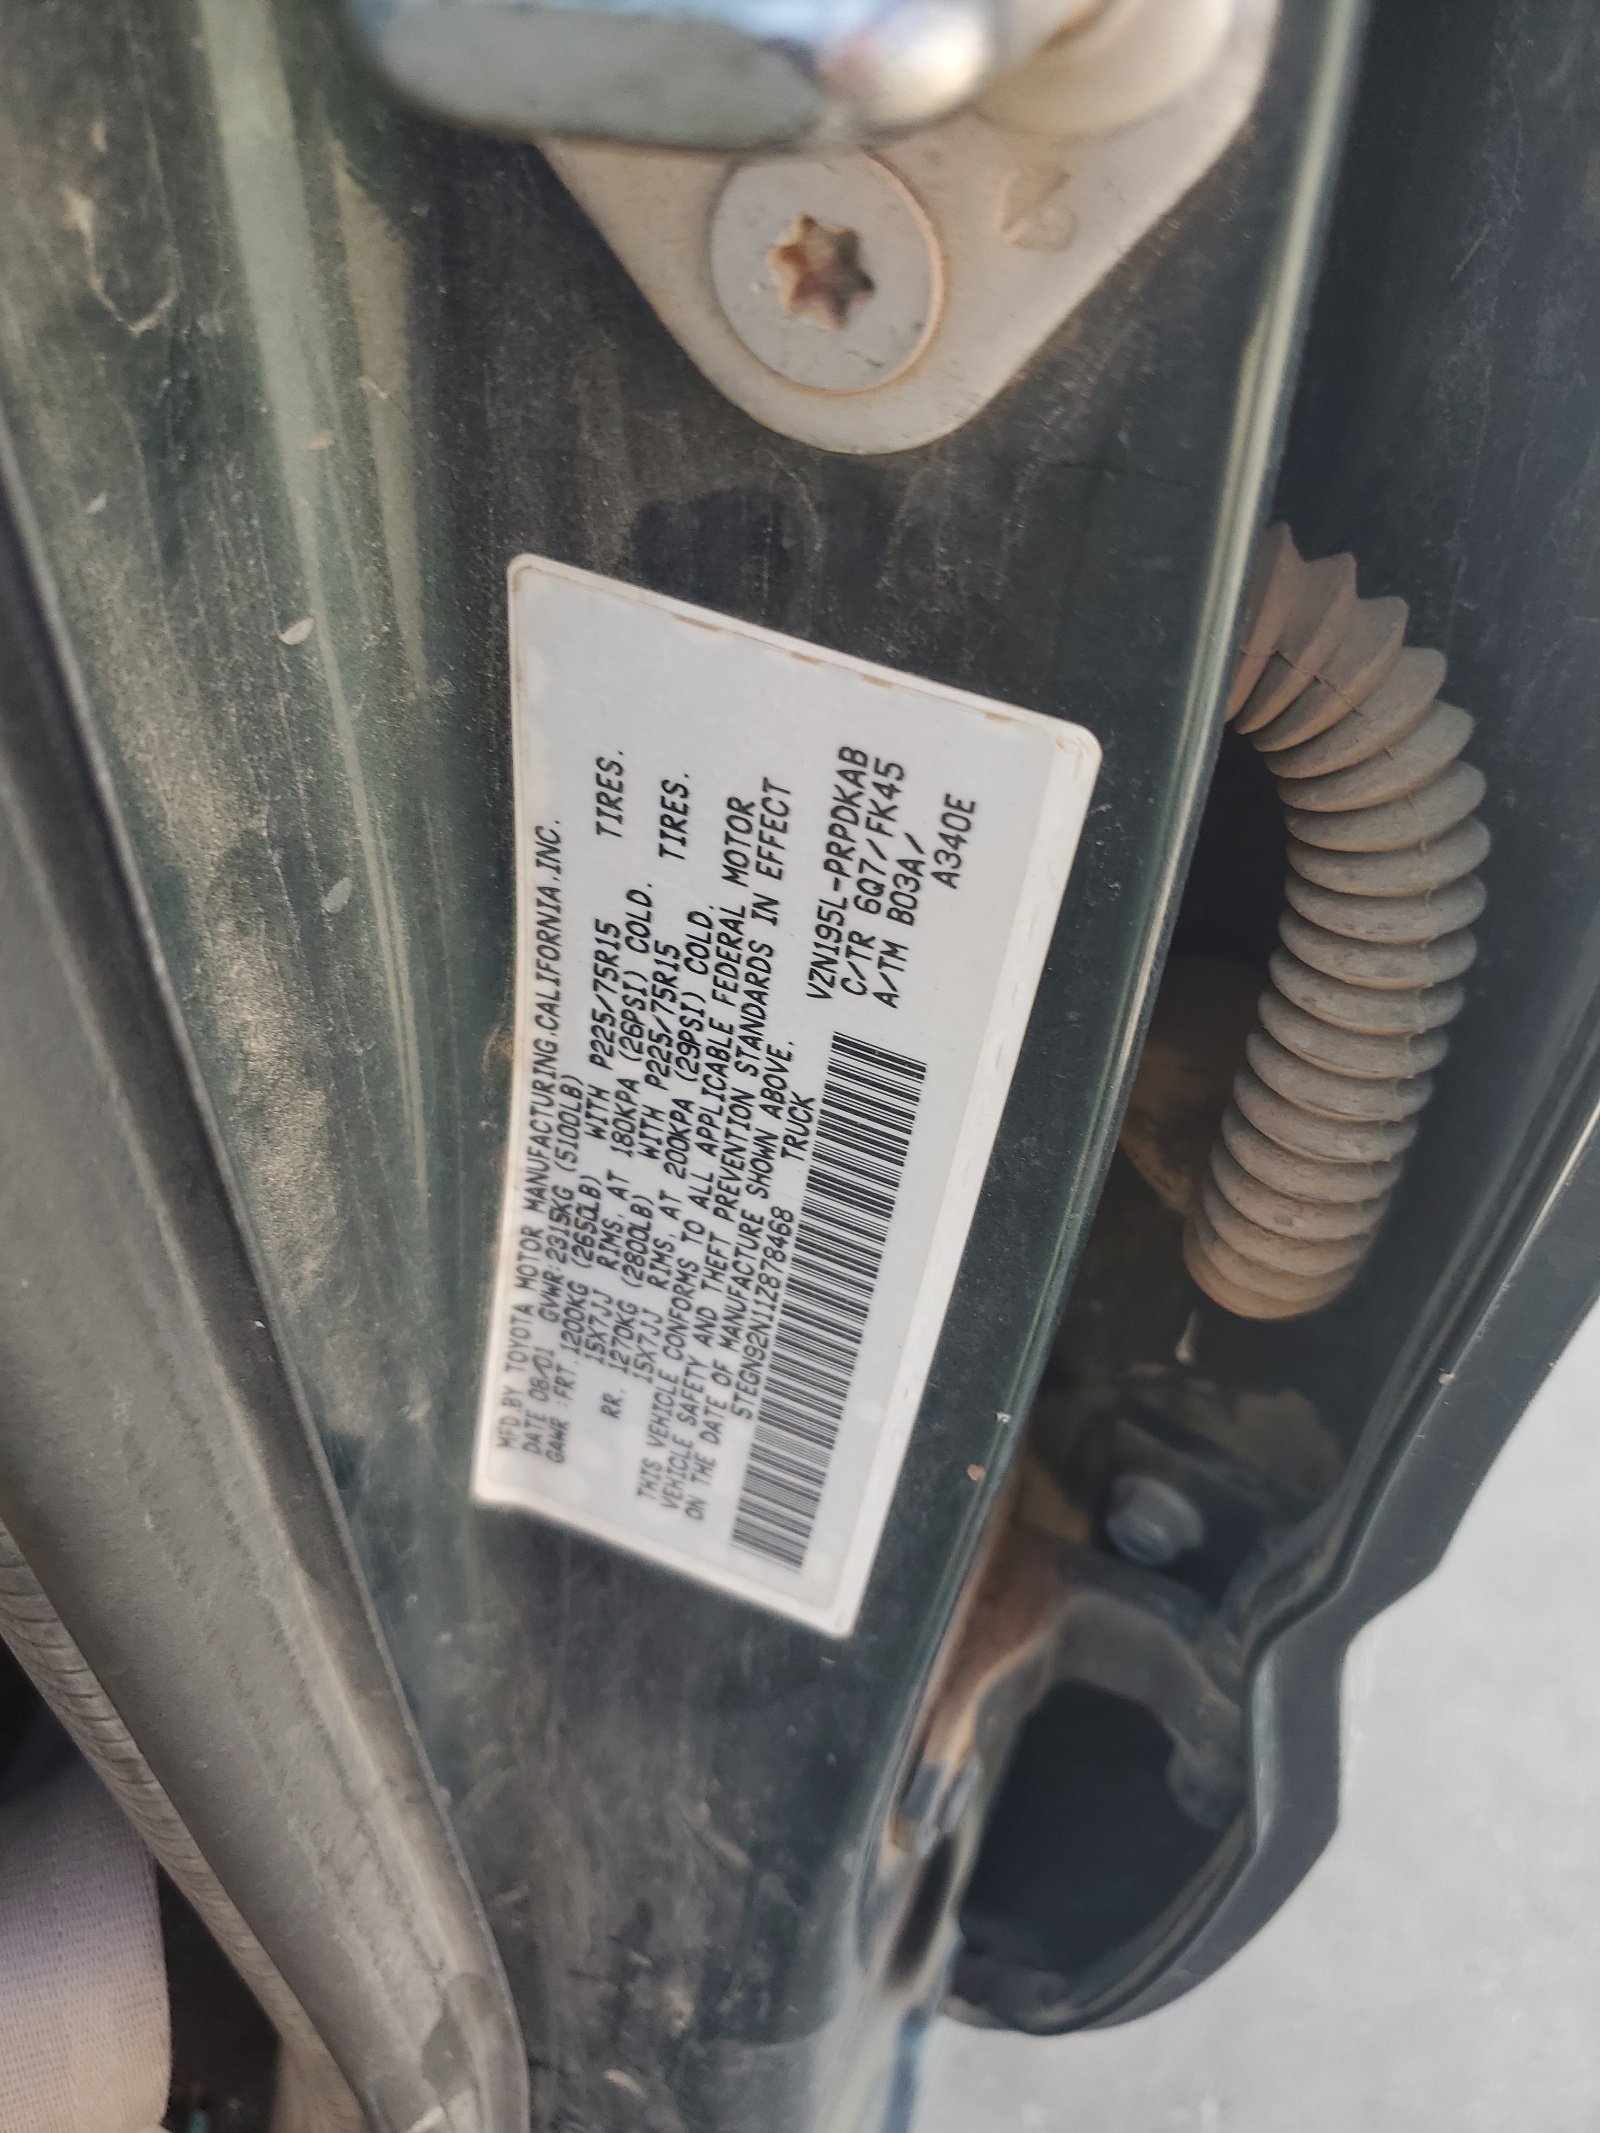 MFD.BY TOYOTA MOTOR MANUFACTURING.CALIFORNIA.INC.
DATE 08/01 GVWR:2315KG (5100LB)
GAWR :FRT.1200KG (2650LB) WITH P225/75R15 TIRES.
15X7JJ RIMS, AT 180KPA (26PSI) COLD.
RR. 1270KG (2800LB) WITH P225/75R15 TIRES.
15X7JJ RIMS, AT 200KPA (29PSI) COLD.
THIS VEHICLE CONFORMS TO ALL APPLICABLE FEDERAL MOTOR
VEHICLE SAFETY AND THEFT PREVENTION STANDARDS IN EFFECT
ON THE DATE OF MANUFACTURE SHOWN ABOVE.
5TEGN92N11Z878468 TRUCK
VZN195L-PRPDKAB
C/TR 6Q7/FK45
A/TM B03A/
A340E